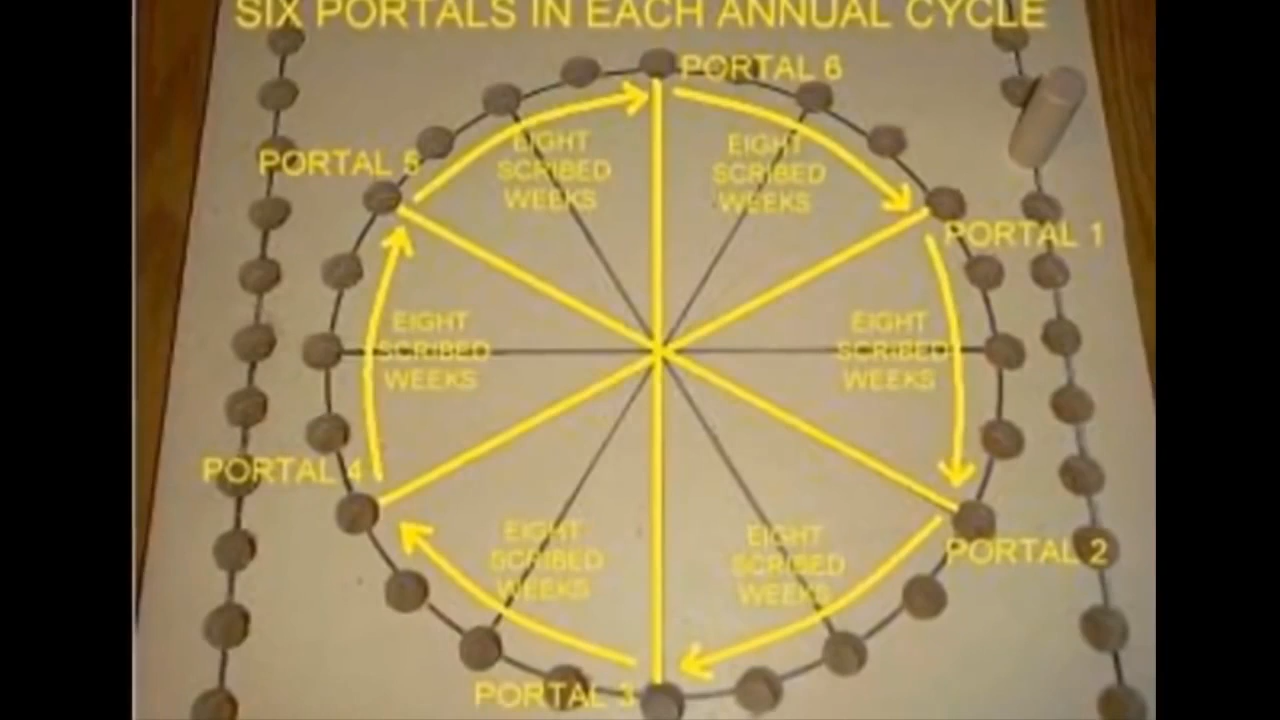 SIX PORTALS IN EACH ANNUAL CYCLE
PORTAL 6
EIGHT
SCRIBED
WEEKS
EIGHT
SCRIBED
WEEKS
PORTAL 5
PORTAL 1
EIGHT
SCRIBED
WEEKS
EIGHT
SCRIBED
WEEKS
PORTAL 4
EIGHT
SCRIBED
WEEKS
EIGHT
SCRIBED
WEEKS
PORTAL 2
PORTAL 3